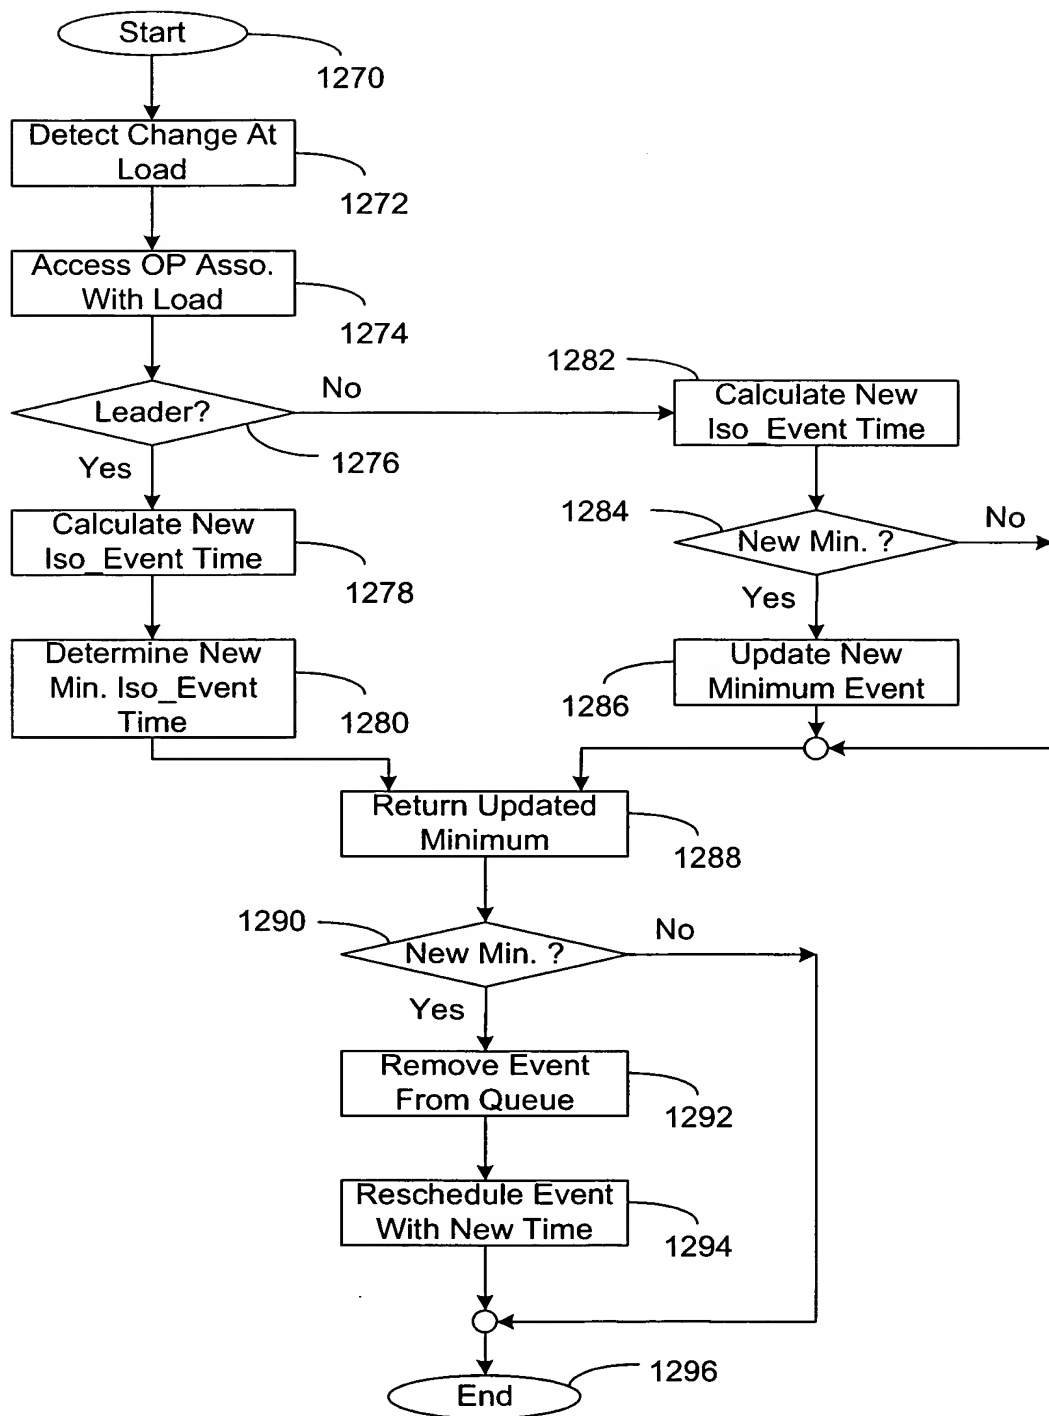 Start
1270
Detect Change At
Load
1272
Access OP Asso.
With Load
1274
Leader?
No
1276
Yes
Calculate New
Iso_Event Time
1278
Determine New
Min. Iso_Event
Time
1280
1282
Calculate New
Iso_Event Time
1284
New Min. ?
No
Yes
Update New
Minimum Event
1286
Return Updated
Minimum
1288
1290
New Min. ?
No
Yes
Remove Event
From Queue
1292
Reschedule Event
With New Time
1294
1296
End